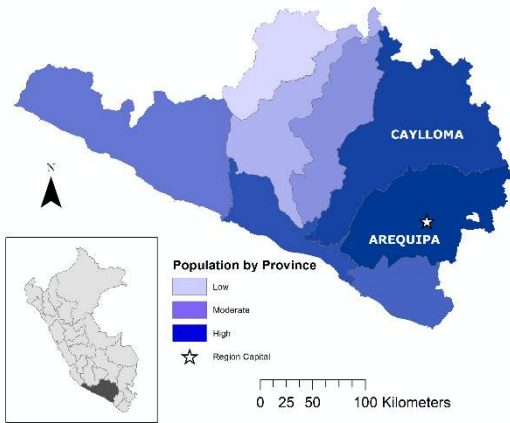 CAYLLOMA
N
AREQUIPA
Population by Province
Low
Moderate
High
Region Capital
0 25 50 100 Kilometers